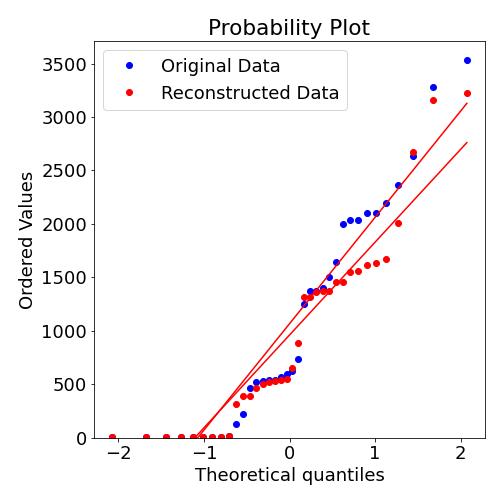 Probability Plot
Original Data
Reconstructed Data
Ordered Values
3500
3000
2500
2000
1500
1000
500
0
−2 −1 0 1 2
Theoretical quantiles